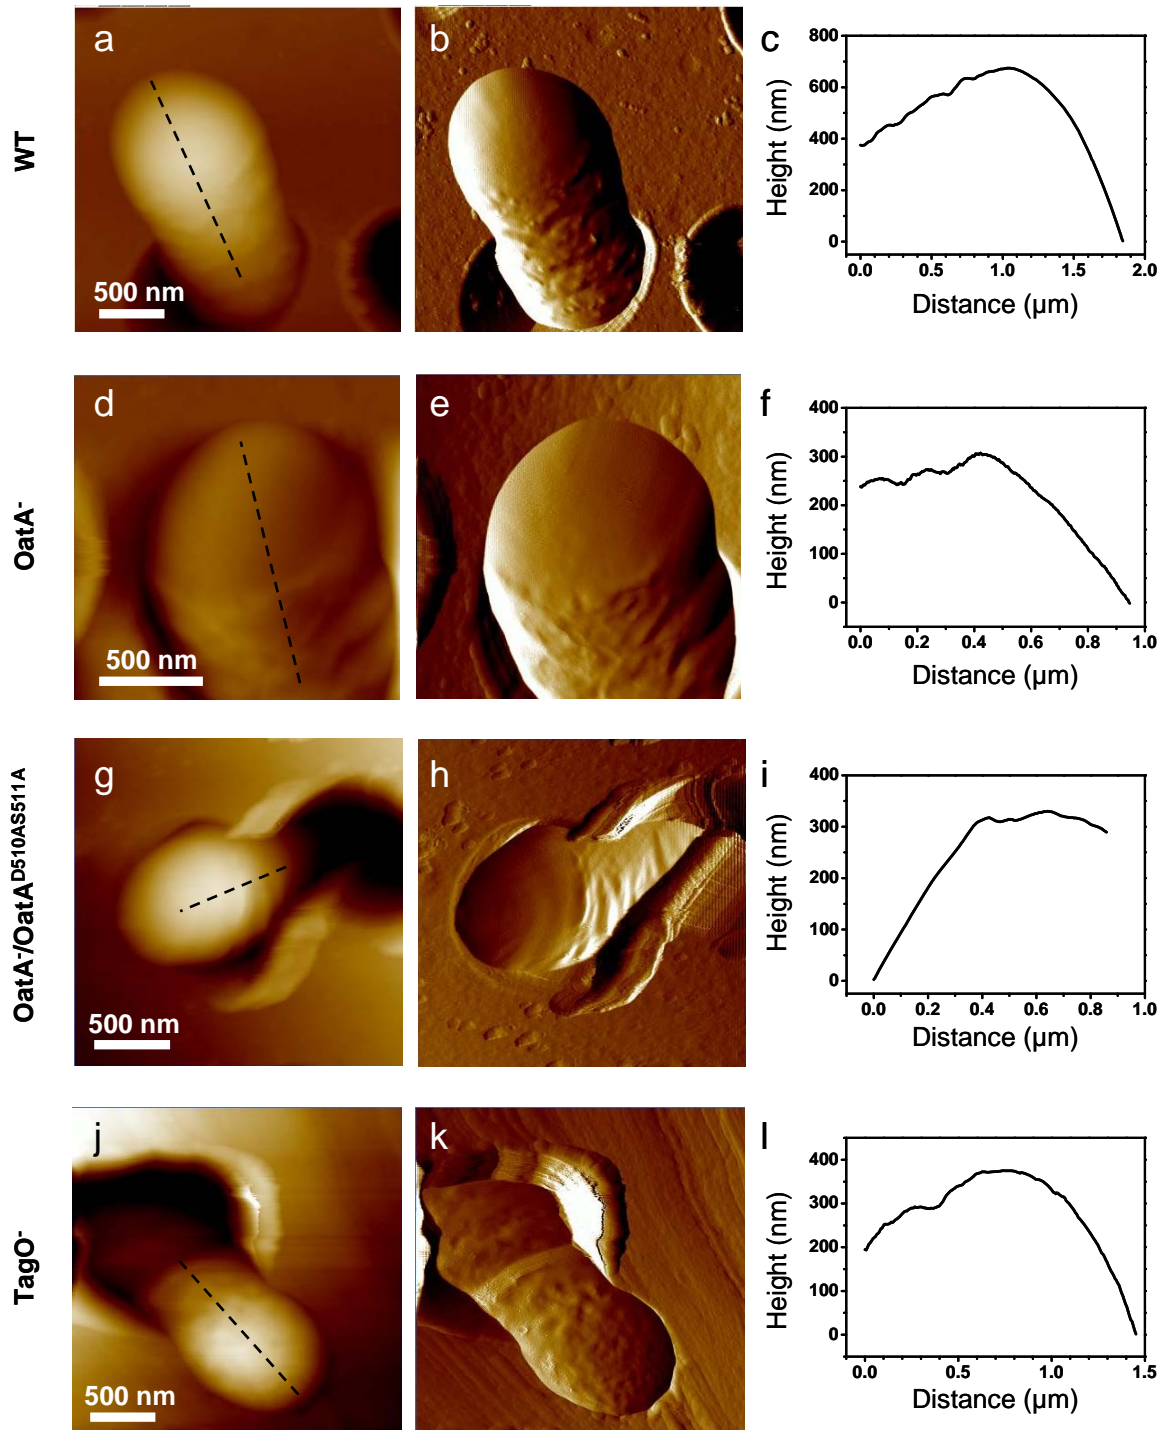 WT
a
500 nm
b
c
Height (nm)
800
600
400
200
0
0.0 0.5 1.0 1.5 2.0
Distance (µm)
OatA-
d
500 nm
e
f
Height (nm)
400
300
200
100
0
0.0 0.2 0.4 0.6 0.8 1.0
Distance (µm)
OatA-/OatAD510AS511A
g
500 nm
h
i
Height (nm)
400
300
200
100
0
0.0 0.2 0.4 0.6 0.8 1.0
Distance (µm)
TagO-
j
500 nm
k
l
Height (nm)
400
300
200
100
0
0.0 0.5 1.0 1.5
Distance (µm)